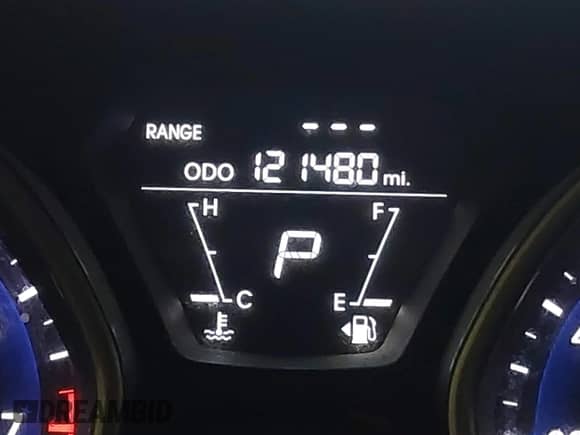 RANGE ---
ODO 121480 mi.
H F
P
C E
DREAMBID